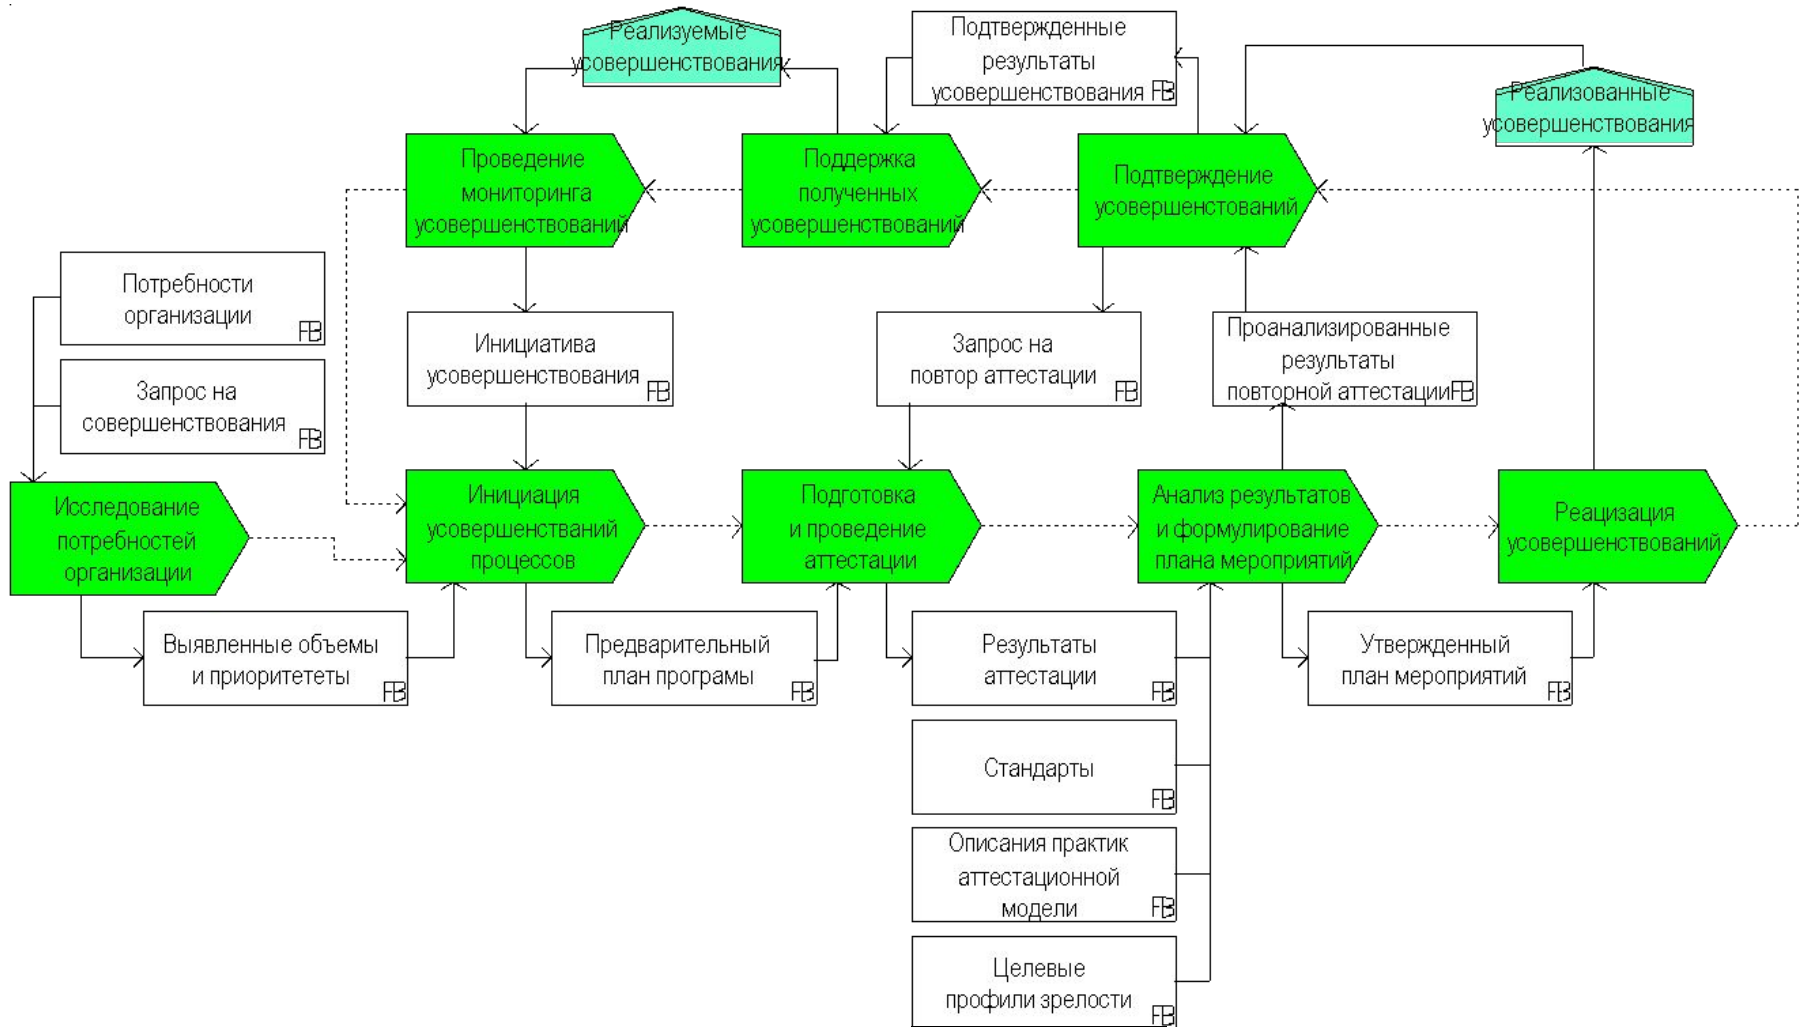 Реализуемые
усовершенствования
Подтвержденные
результаты
усовершенствования
Реализованные
усовершенствования
Проведение
мониторинга
усовершенствований
Поддержка
полученных
усовершенствований
Подтверждение
усовершенстований
Потребности
организации
Запрос на
совершенствования
Инициатива
усовершенствования
Запрос на
повтор аттестации
Проанализированные
результаты
повторной аттестации
Исследование
потребностей
организации
Инициация
усовершенстваний
процессов
Подготовка
и проведение
аттестации
Анализ результатов
и формулирование
плана мероприятий
Реацизация
усовершенствований
Выявленные объемы
и приоритететы
Предварительный
план програмы
Результаты
аттестации
Утвержденный
план мероприятий
Стандарты
Описания практик
аттестационной
модели
Целевые
профили зрелости